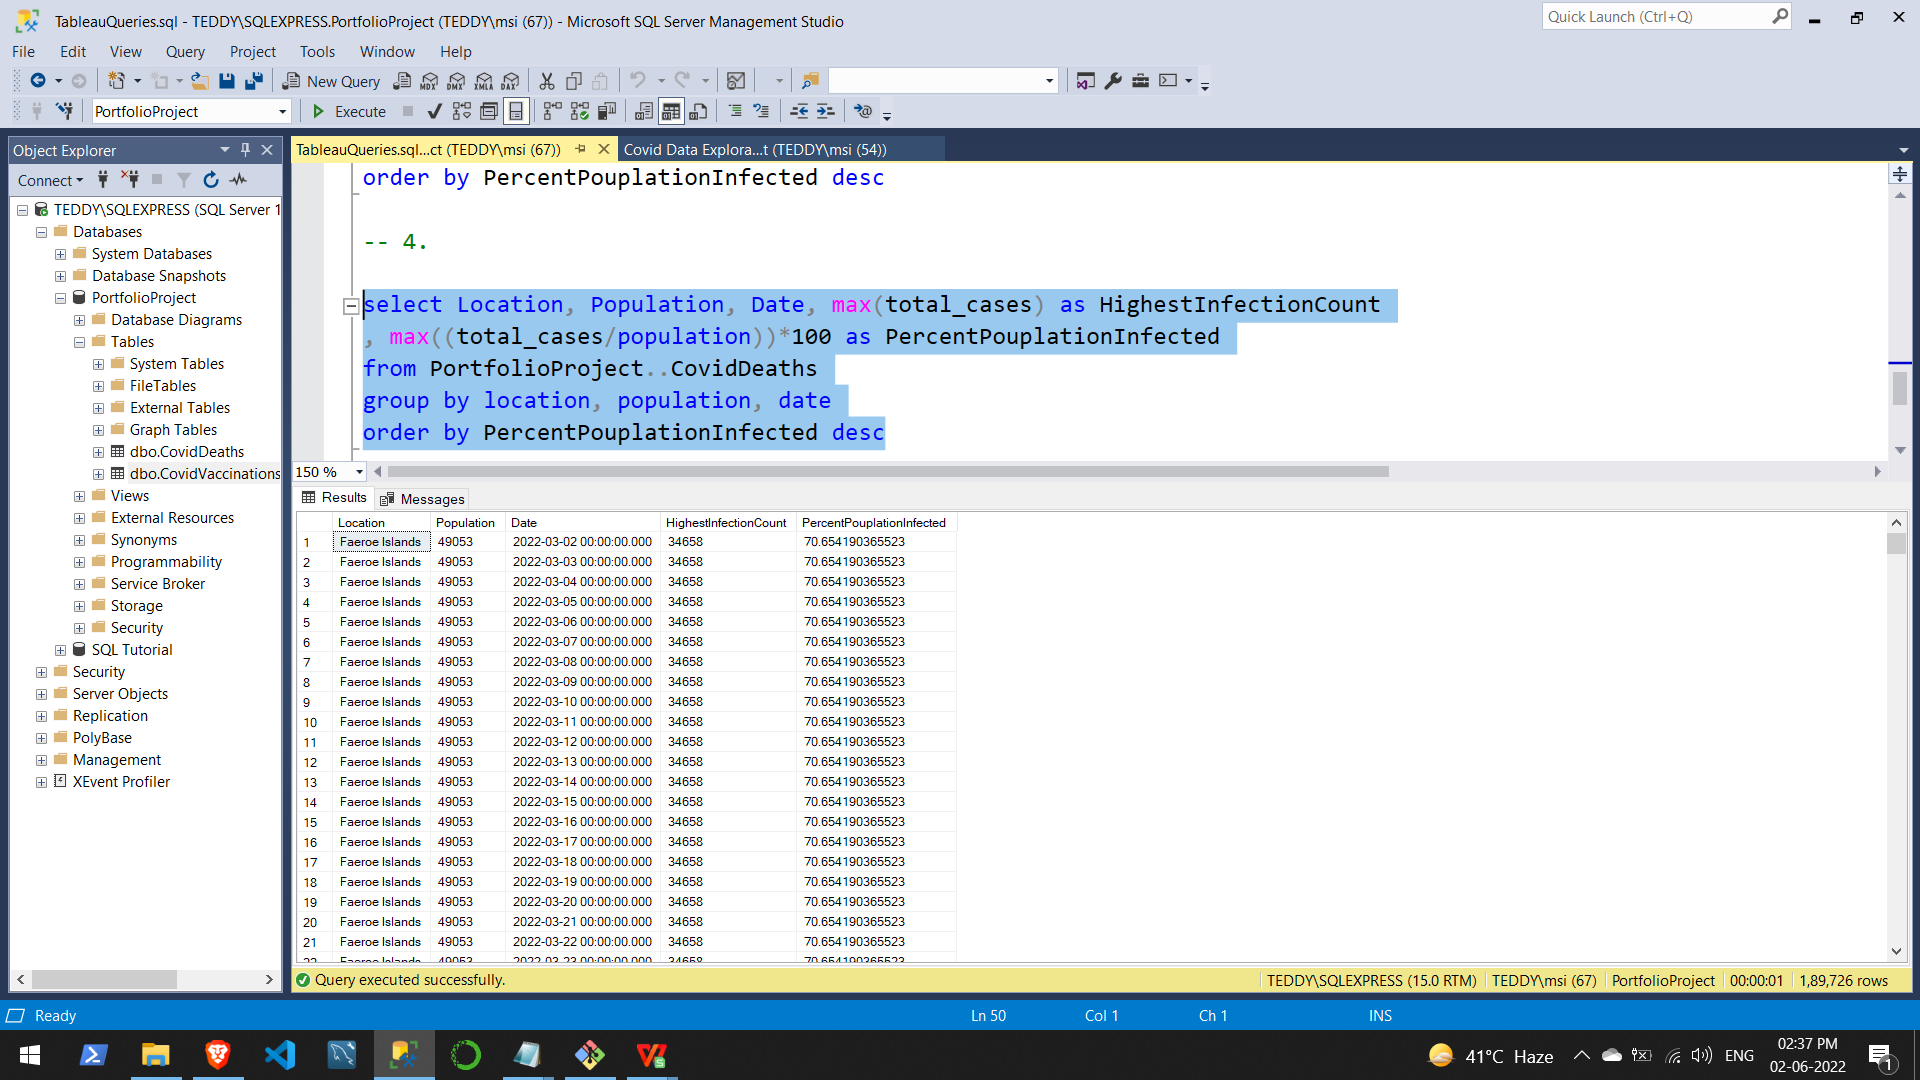 TableauQueries.sql - TEDDY\SQLEXPRESS.PortfolioProject (TEDDY\msi (67)) - Microsoft SQL Server Management Studio
Quick Launch (Ctrl+Q)
File Edit View Query Project Tools Window Help
New Query MDX DMX XMLA DAX
PortfolioProject Execute
Object Explorer
TableauQueries.sql...ct (TEDDY\msi (67)) Covid Data Explora...t (TEDDY\msi (54))
Connect
TEDDY\SQLEXPRESS (SQL Server 1
Databases
System Databases
Database Snapshots
PortfolioProject
Database Diagrams
Tables
System Tables
FileTables
External Tables
Graph Tables
dbo.CovidDeaths
dbo.CovidVaccinations
Views
External Resources
Synonyms
Programmability
Service Broker
Storage
Security
SQL Tutorial
Security
Server Objects
Replication
PolyBase
Management
XEvent Profiler
order by PercentPouplationInfected desc
-- 4.
select Location, Population, Date, max(total_cases) as HighestInfectionCount
, max((total_cases/population))*100 as PercentPouplationInfected
from PortfolioProject..CovidDeaths
group by location, population, date
order by PercentPouplationInfected desc
150 %
Results Messages
Location Population Date HighestInfectionCount PercentPouplationInfected
1 Faeroe Islands 49053 2022-03-02 00:00:00.000 34658 70.654190365523
2 Faeroe Islands 49053 2022-03-03 00:00:00.000 34658 70.654190365523
3 Faeroe Islands 49053 2022-03-04 00:00:00.000 34658 70.654190365523
4 Faeroe Islands 49053 2022-03-05 00:00:00.000 34658 70.654190365523
5 Faeroe Islands 49053 2022-03-06 00:00:00.000 34658 70.654190365523
6 Faeroe Islands 49053 2022-03-07 00:00:00.000 34658 70.654190365523
7 Faeroe Islands 49053 2022-03-08 00:00:00.000 34658 70.654190365523
8 Faeroe Islands 49053 2022-03-09 00:00:00.000 34658 70.654190365523
9 Faeroe Islands 49053 2022-03-10 00:00:00.000 34658 70.654190365523
10 Faeroe Islands 49053 2022-03-11 00:00:00.000 34658 70.654190365523
11 Faeroe Islands 49053 2022-03-12 00:00:00.000 34658 70.654190365523
12 Faeroe Islands 49053 2022-03-13 00:00:00.000 34658 70.654190365523
13 Faeroe Islands 49053 2022-03-14 00:00:00.000 34658 70.654190365523
14 Faeroe Islands 49053 2022-03-15 00:00:00.000 34658 70.654190365523
15 Faeroe Islands 49053 2022-03-16 00:00:00.000 34658 70.654190365523
16 Faeroe Islands 49053 2022-03-17 00:00:00.000 34658 70.654190365523
17 Faeroe Islands 49053 2022-03-18 00:00:00.000 34658 70.654190365523
18 Faeroe Islands 49053 2022-03-19 00:00:00.000 34658 70.654190365523
19 Faeroe Islands 49053 2022-03-20 00:00:00.000 34658 70.654190365523
20 Faeroe Islands 49053 2022-03-21 00:00:00.000 34658 70.654190365523
21 Faeroe Islands 49053 2022-03-22 00:00:00.000 34658 70.654190365523
Query executed successfully. TEDDY\SQLEXPRESS (15.0 RTM) TEDDY\msi (67) PortfolioProject 00:00:01 1,89,726 rows
Ready Ln 50 Col 1 Ch 1 INS
41°C Haze ENG 02:37 PM
02-06-2022 1